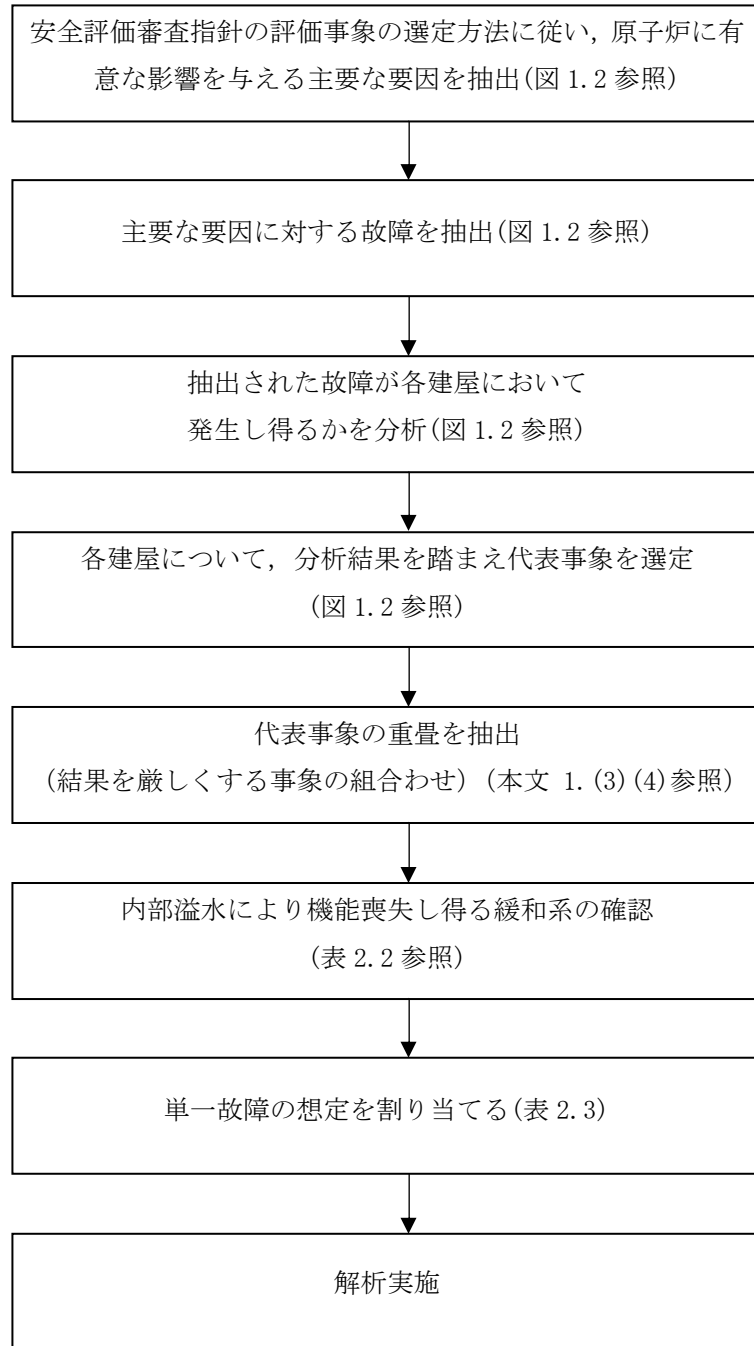 安全評価審査指針の評価事象の選定方法に従い，原子炉に有
意な影響を与える主要な要因を抽出(図 1.2 参照)
主要な要因に対する故障を抽出(図 1.2 参照)
抽出された故障が各建屋において
発生し得るかを分析(図 1.2 参照)
各建屋について，分析結果を踏まえ代表事象を選定
(図 1.2 参照)
代表事象の重畳を抽出
(結果を厳しくする事象の組合わせ) (本文 1.(3)(4)参照)
内部溢水により機能喪失し得る緩和系の確認
(表 2.2 参照)
単一故障の想定を割り当てる(表 2.3)
解析実施